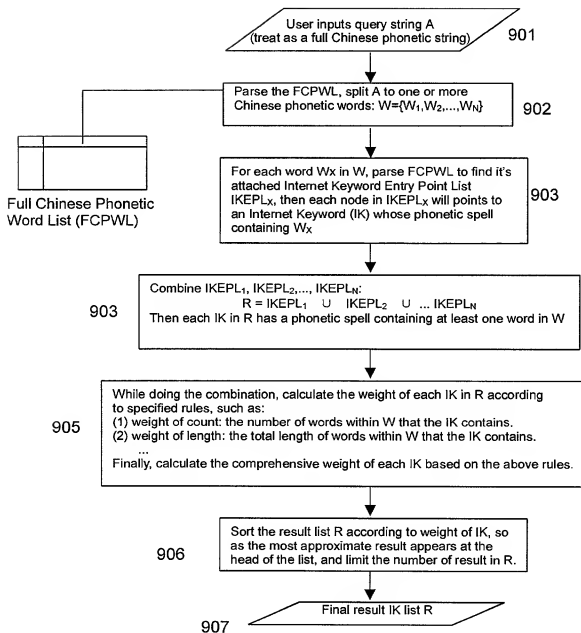 User inputs query string A
(treat as a full Chinese phonetic string)
901
Parse the FCPWL, split A to one or more
Chinese phonetic words: W={W1,W2,...,WN}
902
Full Chinese Phonetic
Word List (FCPWL)
For each word Wx in W, parse FCPWL to find it's
attached Internet Keyword Entry Point List
IKEPLX, then each node in IKEPLX will points to
an Internet Keyword (IK) whose phonetic spell
containing WX
903
Combine IKEPL1, IKEPL2,..., IKEPLN:
R = IKEPL1 ∪ IKEPL2 ∪ ... IKEPLN
Then each IK in R has a phonetic spell containing at least one word in W
903
While doing the combination, calculate the weight of each IK in R according
to specified rules, such as:
(1) weight of count: the number of words within W that the IK contains.
(2) weight of length: the total length of words within W that the IK contains.
...
Finally, calculate the comprehensive weight of each IK based on the above rules.
905
Sort the result list R according to weight of IK, so
as the most approximate result appears at the
head of the list, and limit the number of result in R.
906
Final result IK list R
907